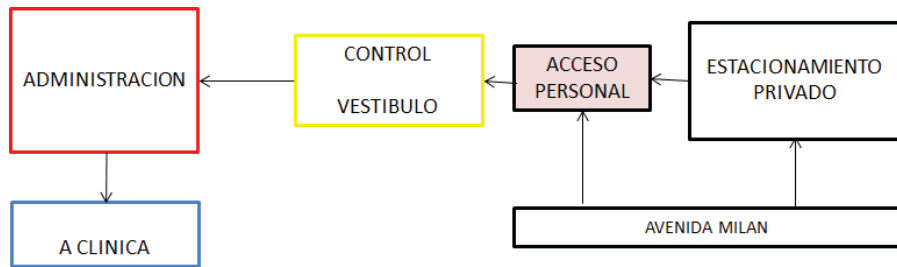 ADMINISTRACION
CONTROL
VESTIBULO
ACCESO
PERSONAL
ESTACIONAMIENTO
PRIVADO
A CLINICA
AVENIDA MILAN